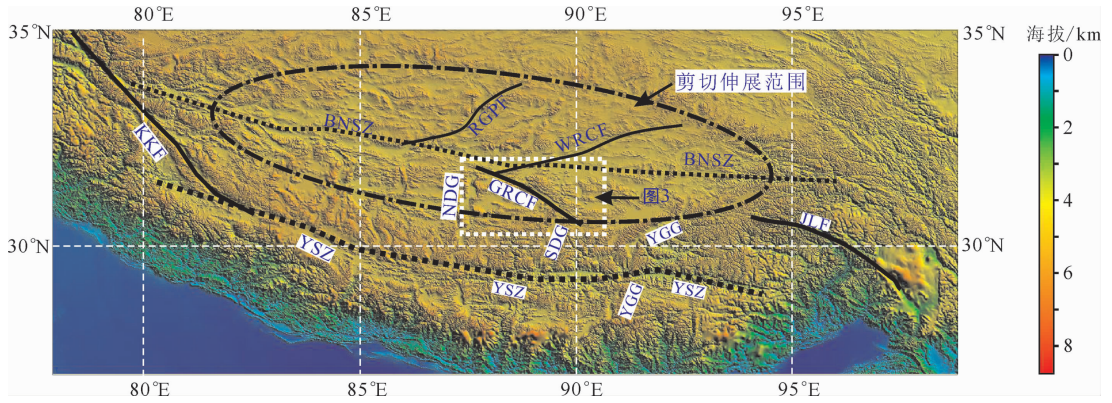 80°E 85°E 90°E 95°E
35°N 35°N
海拔/km
0
2
4
6
8
剪切伸展范围
RGPF
BNSZ
WRCF
KKF
BNSZ
NDG
GRCF
图3
SDG
YGG
JLF
30°N 30°N
YSZ
YSZ
YGG
YSZ
80°E 85°E 90°E 95°E